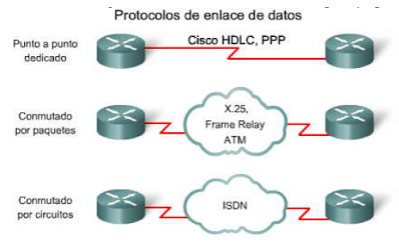 Protocolos de enlace de datos
Punto a punto
dedicado
Cisco HDLC, PPP
Conmutado
por paquetes
X.25,
Frame Relay
ATM
Conmutado
por circuitos
ISDN